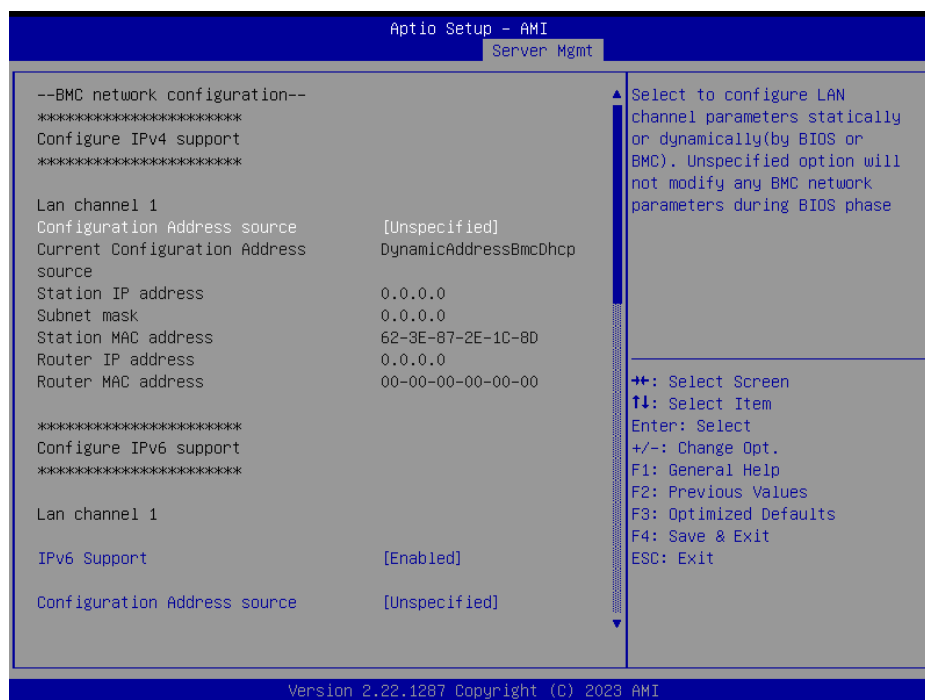 Aptio Setup – AMI
Server Mgmt
--BMC network configuration--
************************
Configure IPv4 support
************************
Lan channel 1
Configuration Address source [Unspecified]
Current Configuration Address DynamicAddressBmcDhcp
source
Station IP address 0.0.0.0
Subnet mask 0.0.0.0
Station MAC address 62-3E-87-2E-1C-8D
Router IP address 0.0.0.0
Router MAC address 00-00-00-00-00-00
************************
Configure IPv6 support
************************
Lan channel 1
IPv6 Support [Enabled]
Configuration Address source [Unspecified]
Select to configure LAN
channel parameters statically
or dynamically(by BIOS or
BMC). Unspecified option will
not modify any BMC network
parameters during BIOS phase
→←: Select Screen
↑↓: Select Item
Enter: Select
+/-: Change Opt.
F1: General Help
F2: Previous Values
F3: Optimized Defaults
F4: Save & Exit
ESC: Exit
Version 2.22.1287 Copyright (C) 2023 AMI